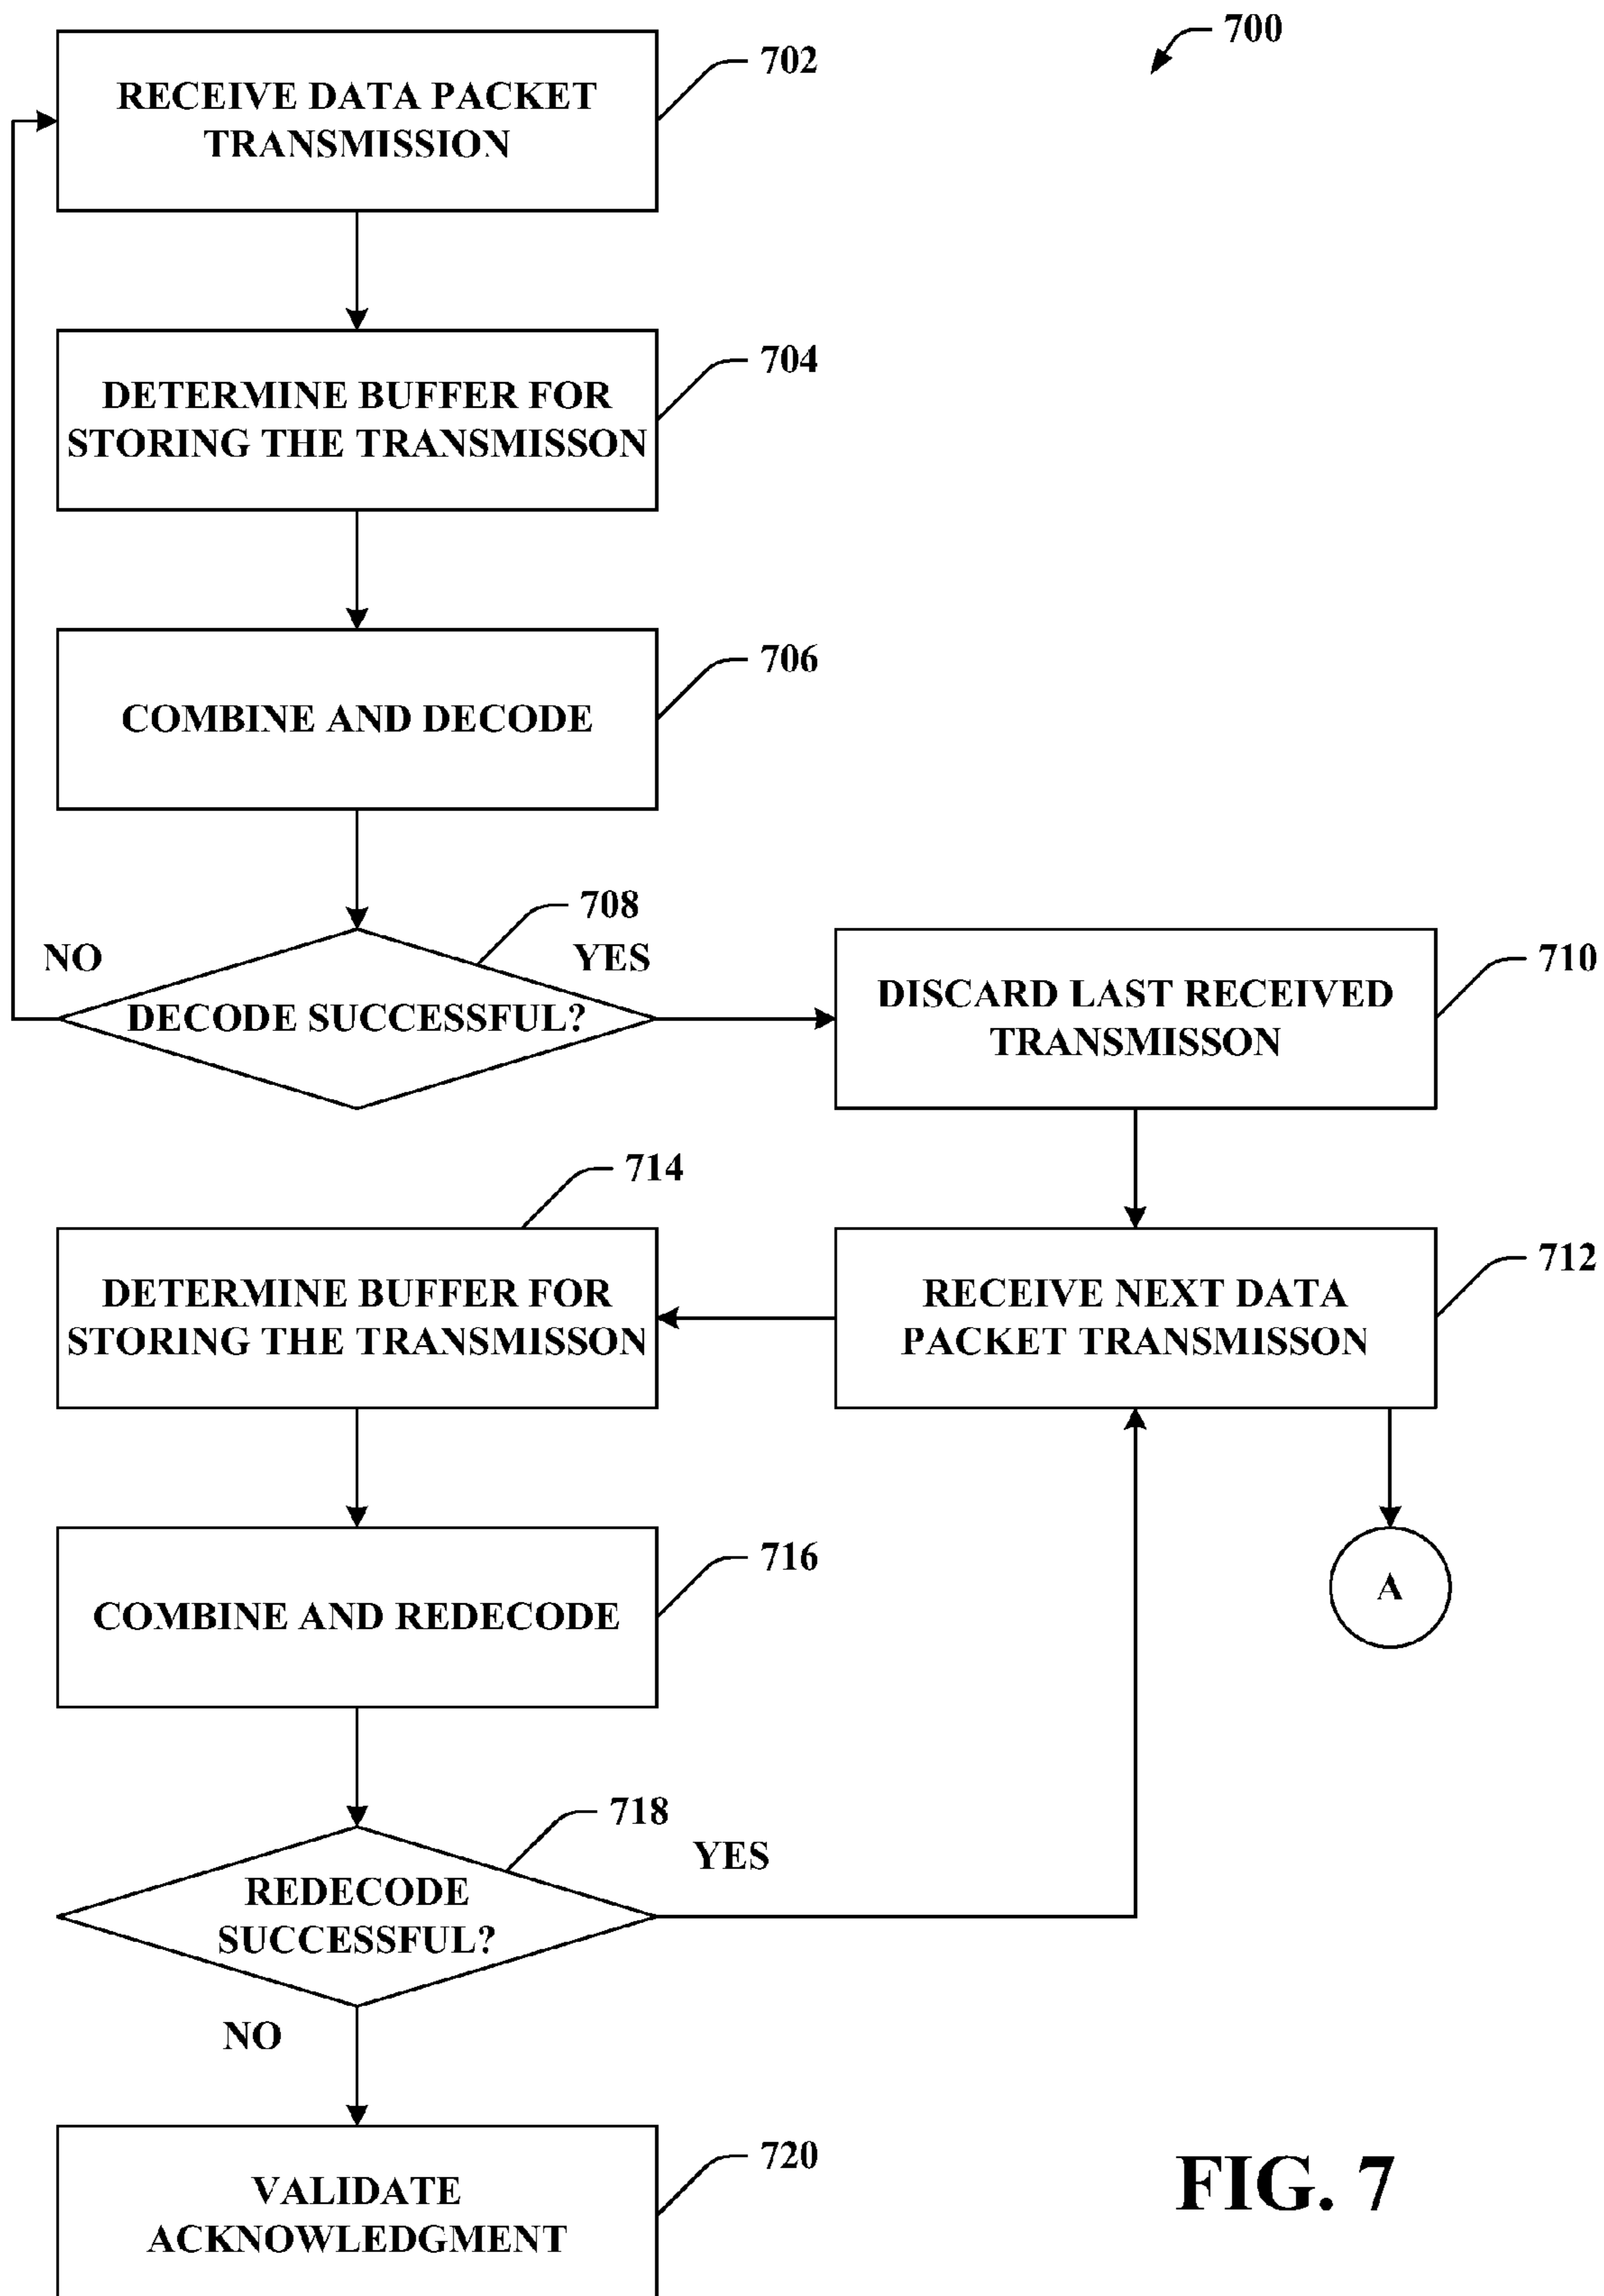 700
RECEIVE DATA PACKET
TRANSMISSION
702
DETERMINE BUFFER FOR
STORING THE TRANSMISSON
704
COMBINE AND DECODE
706
DECODE SUCCESSFUL?
708
NO
YES
DISCARD LAST RECEIVED
TRANSMISSON
710
RECEIVE NEXT DATA
PACKET TRANSMISSON
712
A
DETERMINE BUFFER FOR
STORING THE TRANSMISSON
714
COMBINE AND REDECODE
716
REDECODE
SUCCESSFUL?
718
YES
NO
VALIDATE
ACKNOWLEDGMENT
720
FIG. 7